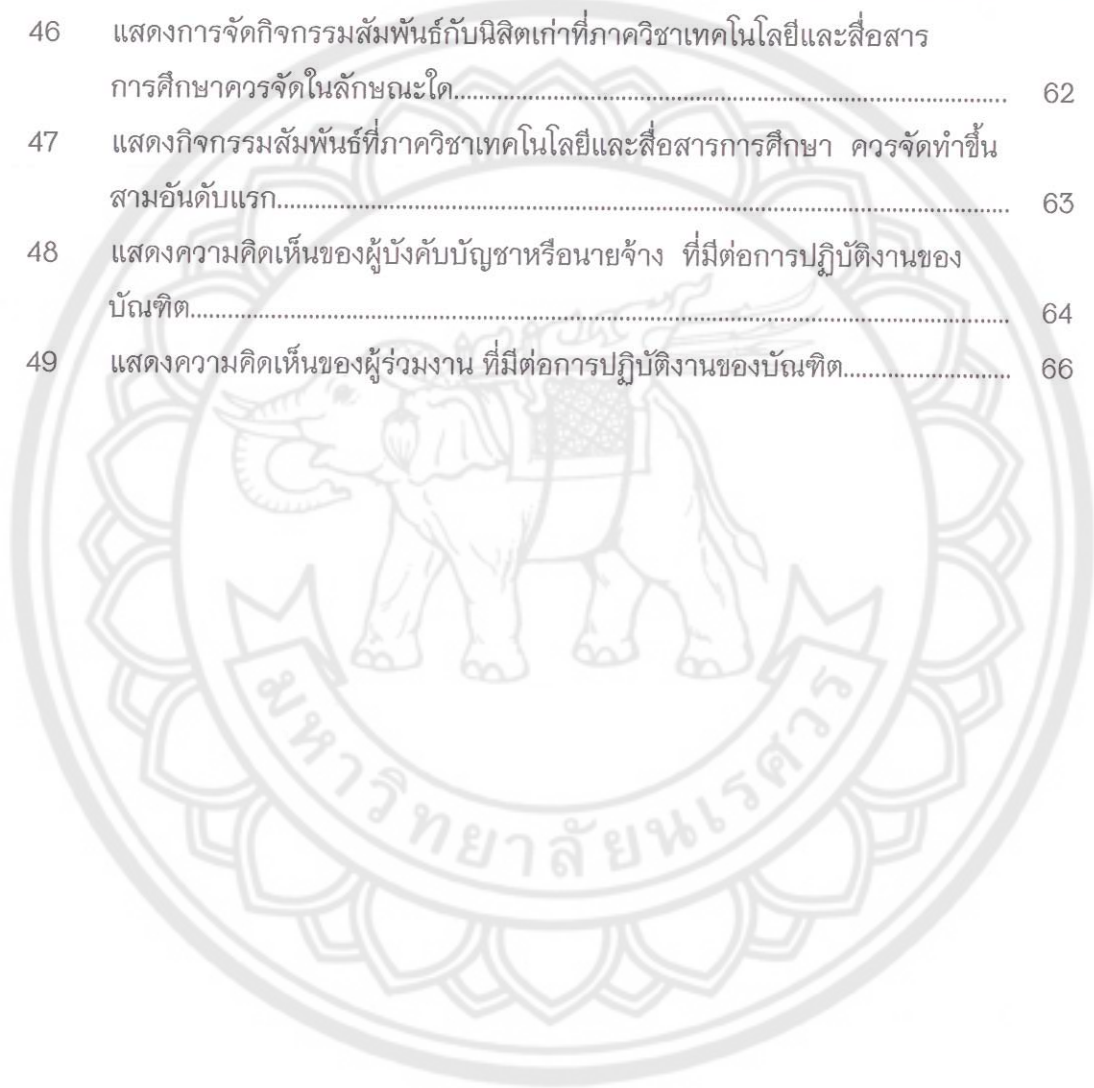 46 แสดงการจัดกิจกรรมสัมพันธ์กับนิสิตเก่าที่ภาควิชาเทคโนโลยีและสื่อสาร
การศึกษาควรจัดในลักษณะใด.......................................................................................... 62
47 แสดงกิจกรรมสัมพันธ์ที่ภาควิชาเทคโนโลยีและสื่อสารการศึกษา ควรจัดทำขึ้น
สามอันดับแรก.......................................................................................... 63
48 แสดงความคิดเห็นของผู้บังคับบัญชาหรือนายจ้าง ที่มีต่อการปฏิบัติงานของ
บัณฑิต.......................................................................................... 64
49 แสดงความคิดเห็นของผู้ร่วมงาน ที่มีต่อการปฏิบัติงานของบัณฑิต........................... 66
มหาวิทยาลัยนเรศวร